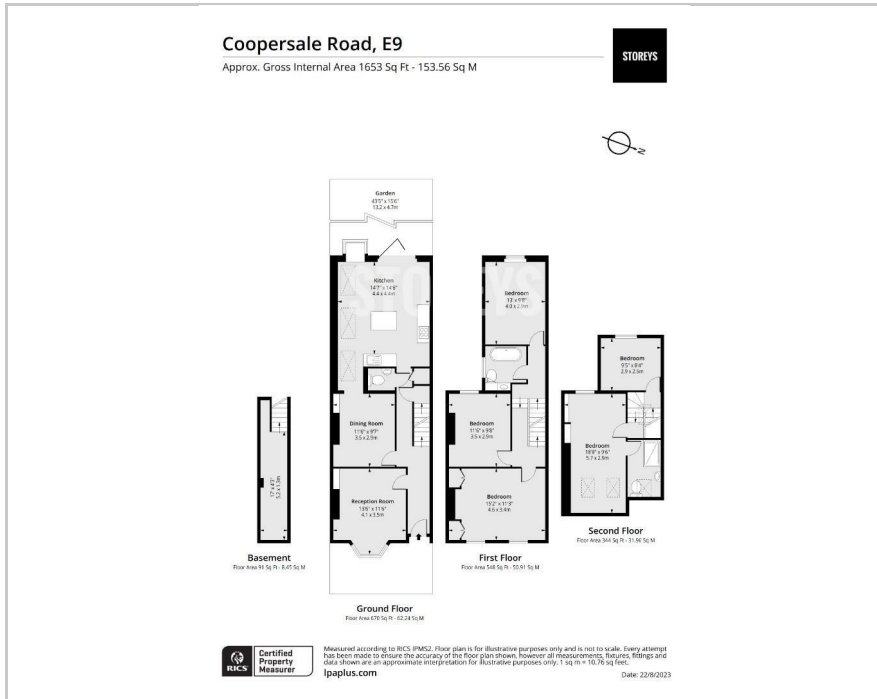 Coopersale Road, E9
Approx. Gross Internal Area 1653 Sq Ft - 153.56 Sq M
STOREYS
N
Garden
43'5" x 15'6"
13.2 x 4.7m
STOREYS
Kitchen
14'7" x 14'6"
4.4 x 4.4m
Bedroom
13' x 9'9"
4.0 x 2.9m
Bedroom
9'5" x 8'4"
2.9 x 2.5m
Dining Room
11'6" x 9'7"
3.5 x 2.9m
Bedroom
11'6" x 9'8"
3.5 x 2.9m
Bedroom
18'8" x 9'6"
5.7 x 2.9m
17' x 4'3"
5.2 x 1.3m
Reception Room
13'6" x 11'6"
4.1 x 3.5m
Bedroom
15'2" x 11'3"
4.6 x 3.4m
Second Floor
Floor Area 344 Sq Ft - 31.96 Sq M
Basement
Floor Area 91 Sq Ft - 8.45 Sq M
First Floor
Floor Area 548 Sq Ft - 50.91 Sq M
Ground Floor
Floor Area 670 Sq Ft - 62.24 Sq M
RICS
Certified
Property
Measurer
Measured according to RICS IPMS2. Floor plan is for illustrative purposes only and is not to scale. Every attempt
has been made to ensure the accuracy of the floor plan shown, however all measurements, fixtures, fittings and
data shown are an approximate interpretation for illustrative purposes only. 1 sq m = 10.76 sq feet.
lpaplus.com
Date: 22/8/2023